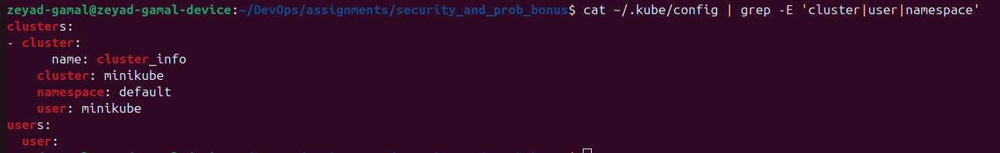 zeyad-gamal@zeyad-gamal-device:~/DevOps/assignments/security_and_prob_bonus$ cat ~/.kube/config | grep -E 'cluster|user|namespace'
clusters:
- cluster:
      name: cluster_info
    cluster: minikube
    namespace: default
    user: minikube
users:
  user: